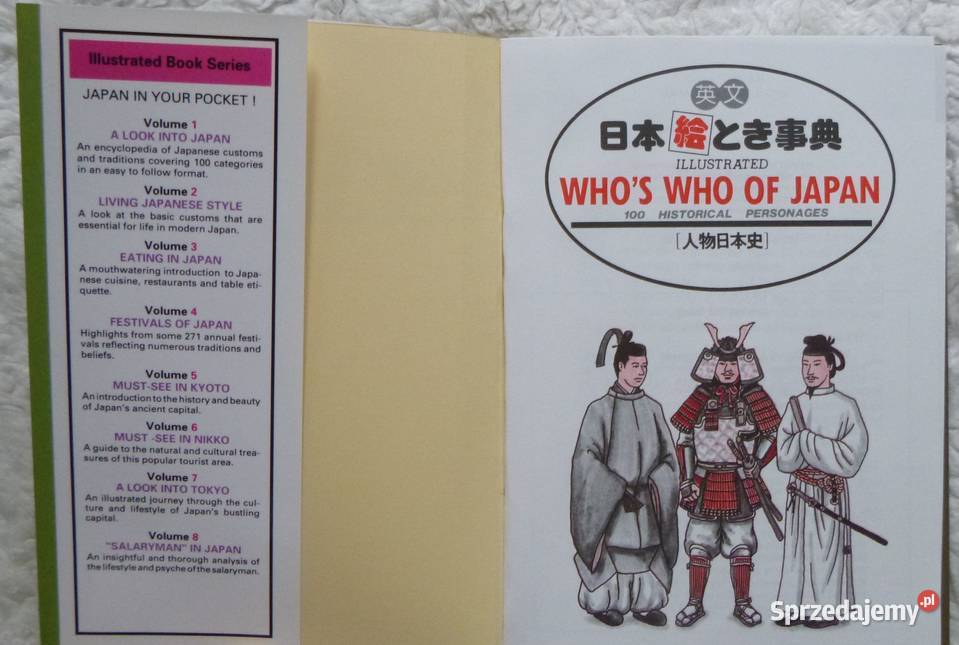 Illustrated Book Series
JAPAN IN YOUR POCKET !
Volume 1
A LOOK INTO JAPAN
An encyclopedia of Japanese customs
and traditions covering 100 categories
in an easy to follow format.
Volume 2
LIVING JAPANESE STYLE
A look at the basic customs that are
essential for life in modern Japan.
Volume 3
EATING IN JAPAN
A mouthwatering introduction to Japa-
nese cuisine, restaurants and table eti-
quette.
Volume 4
FESTIVALS OF JAPAN
Highlights from some 271 annual festi-
vals reflecting numerous traditions and
beliefs.
Volume 5
MUST-SEE IN KYOTO
An introduction to the history and beauty
of Japan's ancient capital.
Volume 6
MUST -SEE IN NIKKO
A guide to the natural and cultural trea-
sures of this popular tourist area.
Volume 7
A LOOK INTO TOKYO
An illustrated journey through the cul-
ture and lifestyle of Japan's bustling
capital.
Volume 8
"SALARYMAN" IN JAPAN
An insightful and thorough analysis of
the lifestyle and psyche of the salaryman.
英文
日本絵とき事典
ILLUSTRATED
WHO'S WHO OF JAPAN
100 HISTORICAL PERSONAGES
[人物日本史]
Sprzedajemy.pl